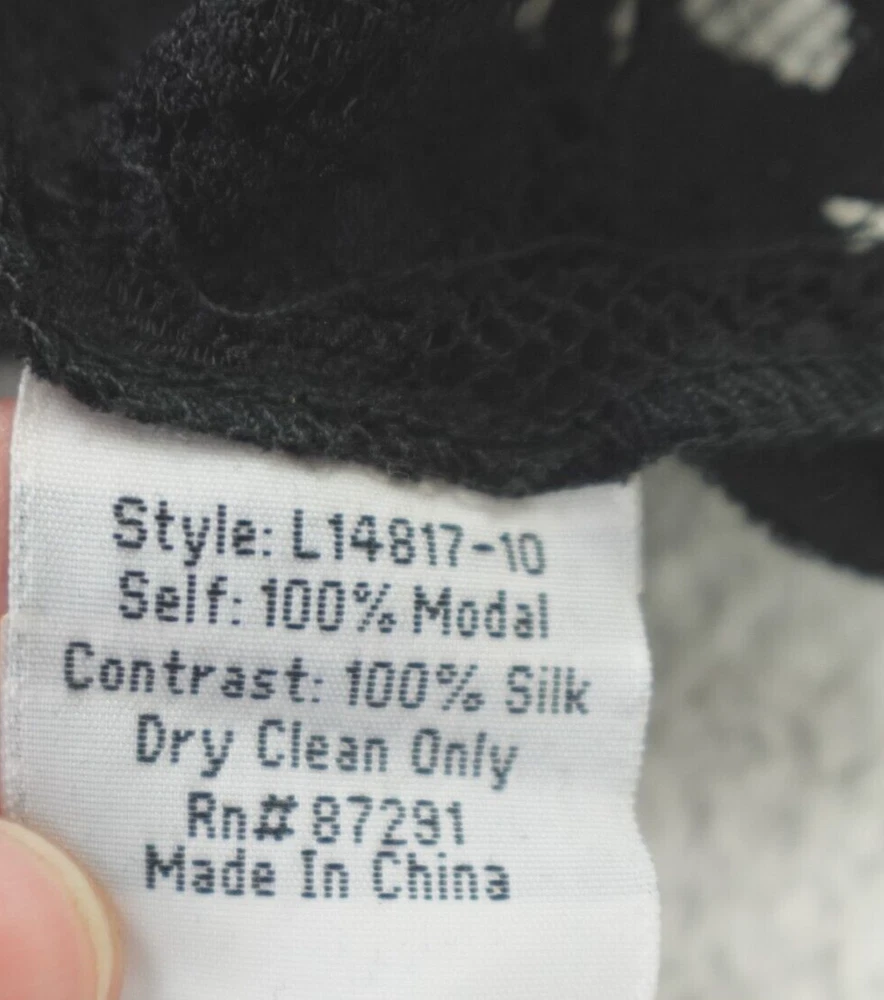 Style: L14817-10
Self: 100% Modal
Contrast: 100% Silk
Dry Clean Only
Rn# 87291
Made In China